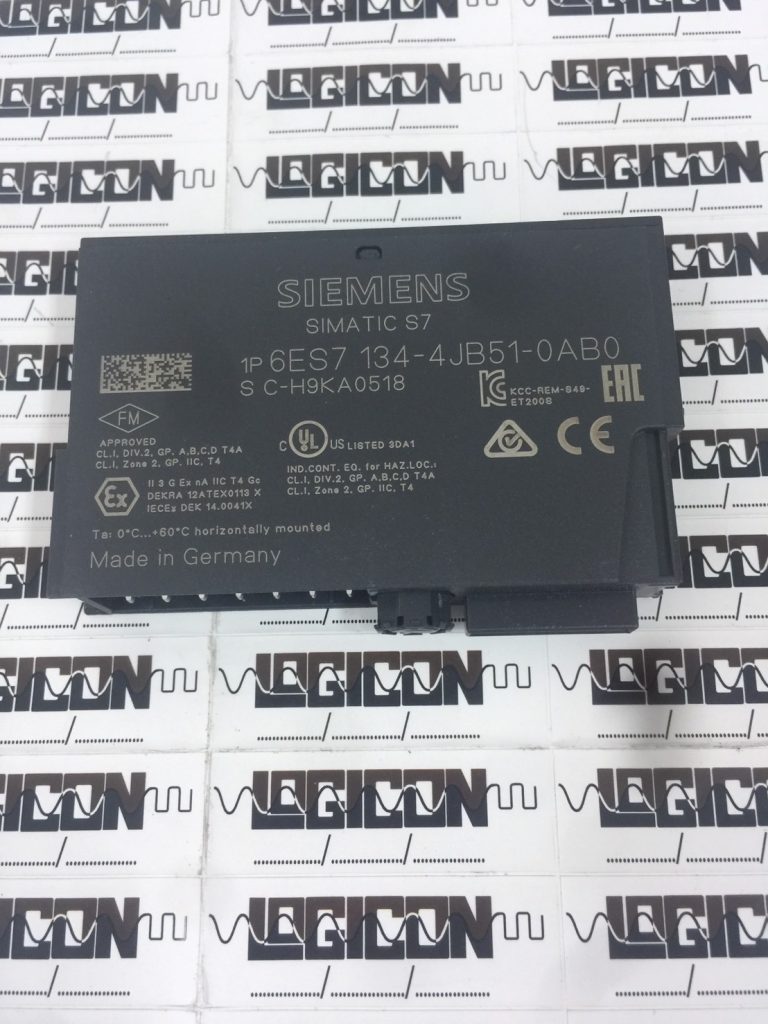 LOGICON
LOGICON
LOGICON
LOGICON
LOGICON
LOGICON
SIEMENS
SIMATIC S7
1P 6ES7 134-4JB51-0AB0
S C-H9KA0518
KCC-REM-S49-
ET200S
EAC
FM
APPROVED
CL.I, DIV.2, GP. A,B,C,D T4A
CL.I, Zone 2, GP. IIC, T4
C UL US LISTED 3DA1
IND.CONT. EQ. for HAZ.LOC.:
CL.I, DIV.2, GP. A,B,C,D T4A
CL.I, Zone 2, GP. IIC, T4
CE
Ex
II 3 G Ex nA IIC T4 Gc
DEKRA 12ATEX0113 X
IECEx DEK 14.0041X
Ta: 0°C...+60°C horizontally mounted
Made in Germany
LOGICON
LOGICON
LOGICON
LOGICON
LOGICON
LOGICON